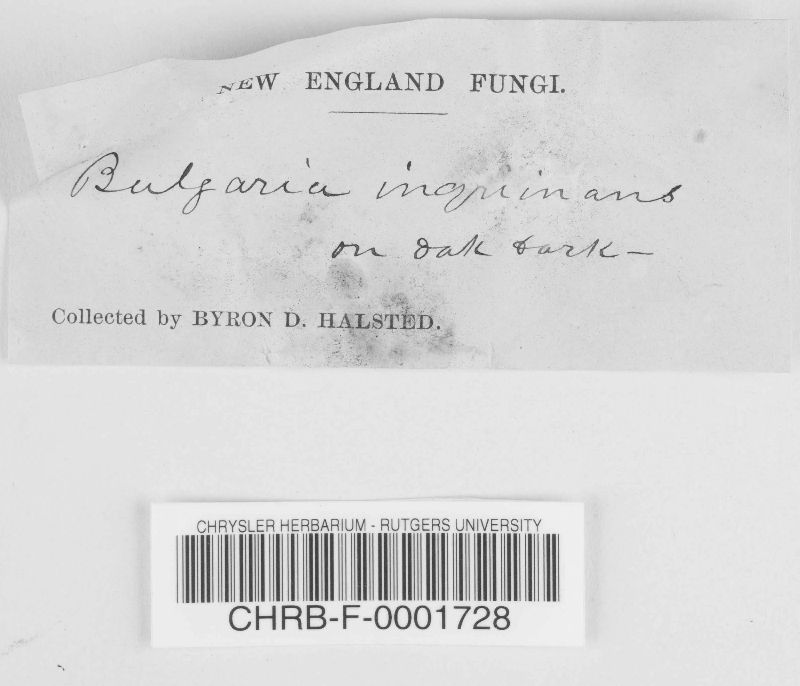 NEW ENGLAND FUNGI.
Bulgaria inquinans
on oak bark —
Collected by BYRON D. HALSTED.
CHRYSLER HERBARIUM - RUTGERS UNIVERSITY
CHRB-F-0001728